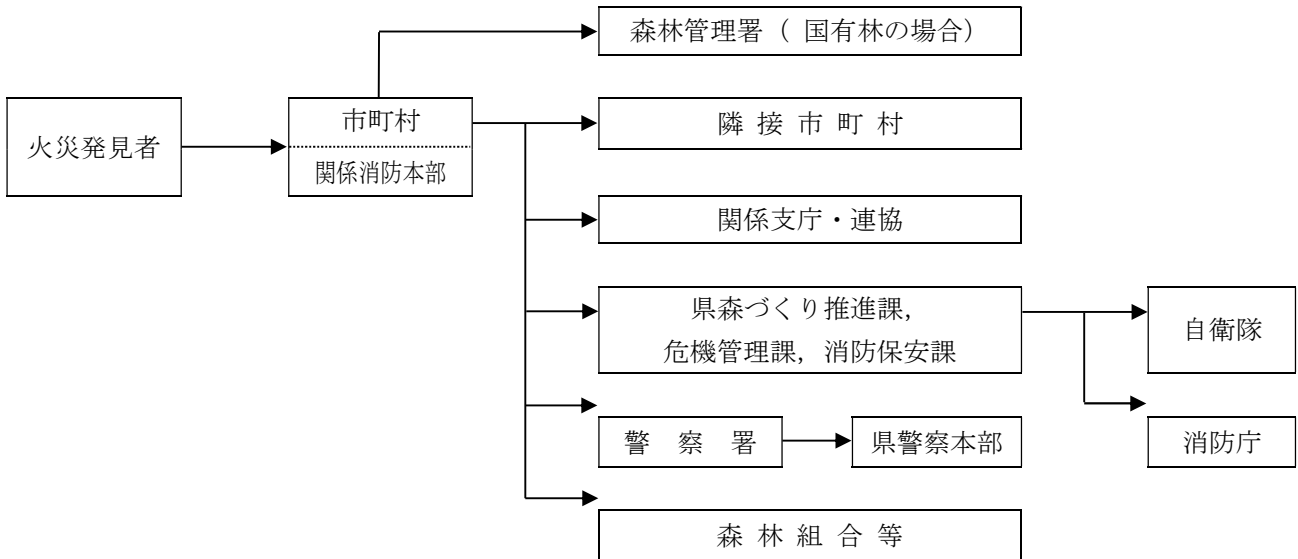 森林管理署（ 国有林の場合）
火災発見者
市町村
関係消防本部
隣 接 市 町 村
関係支庁・連協
県森づくり推進課，
危機管理課，消防保安課
自衛隊
消防庁
警 察 署
県警察本部
森 林 組 合 等